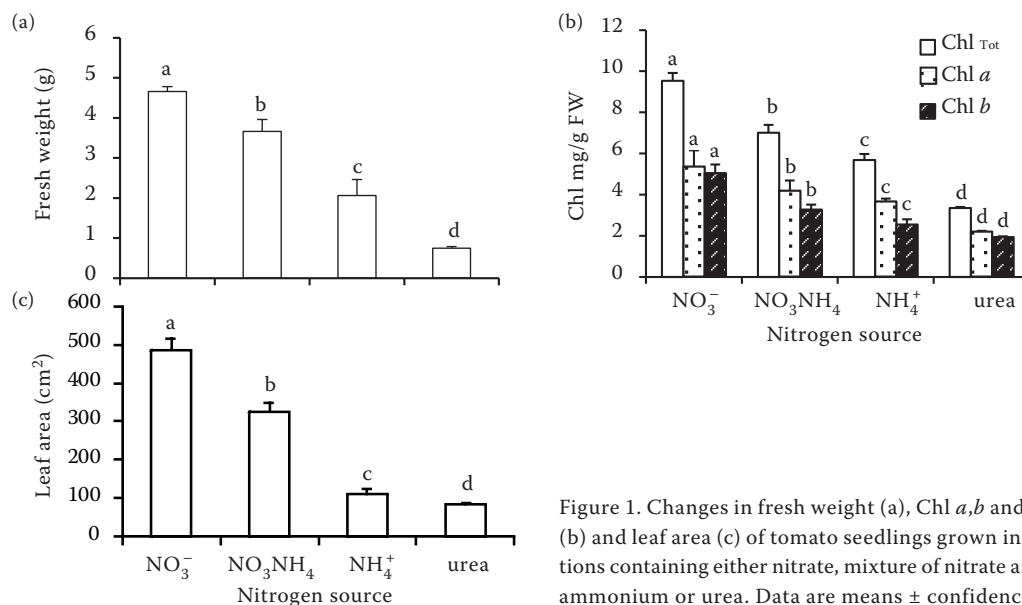 (a)
Fresh weight (g)
6
5
4
3
2
1
0
a
b
c
d
(b)
Chl mg/g FW
12
10
8
6
4
2
0
Chl Tot
Chl a
Chl b
a
a
a
b
b
b
c
c
c
d
d
d
NO₃⁻
NO₃NH₄
NH₄⁺
urea
Nitrogen source
(c)
Leaf area (cm²)
600
500
400
300
200
100
0
a
b
c
d
NO₃⁻
NO₃NH₄
NH₄⁺
urea
Nitrogen source
Figure 1. Changes in fresh weight (a), Chl a,b and
(b) and leaf area (c) of tomato seedlings grown in
tions containing either nitrate, mixture of nitrate a
ammonium or urea. Data are means ± confidenc